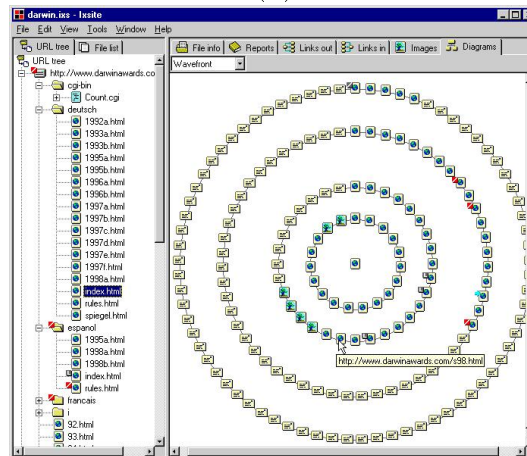 darwin.ixs - Ixsite
File Edit View Tools Window Help
URL tree File list
File info Reports Links out Links in Images Diagrams
URL tree
http://www.darwinawards.co
cgi-bin
Count.cgi
deutsch
1992a.html
1993a.html
1993b.html
1995a.html
1995b.html
1996a.html
1996b.html
1997a.html
1997b.html
1997c.html
1997d.html
1997e.html
1997f.html
1998a.html
index.html
rules.html
spiegel.html
espanol
1995a.html
1998a.html
1998b.html
index.html
rules.html
francais
i
92.html
93.html
Wavefront
http://www.darwinawards.com/s98.html